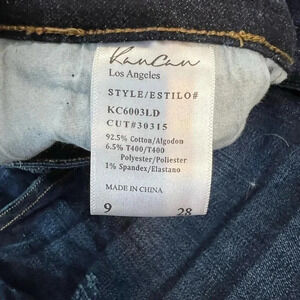 KanCan
Los Angeles
STYLE/ESTILO#
KC6003LD
CUT#30315
92.5% Cotton/Algodon
6.5% T400/T400
Polyester/Poliester
1% Spandex/Elastano
MADE IN CHINA
9 28